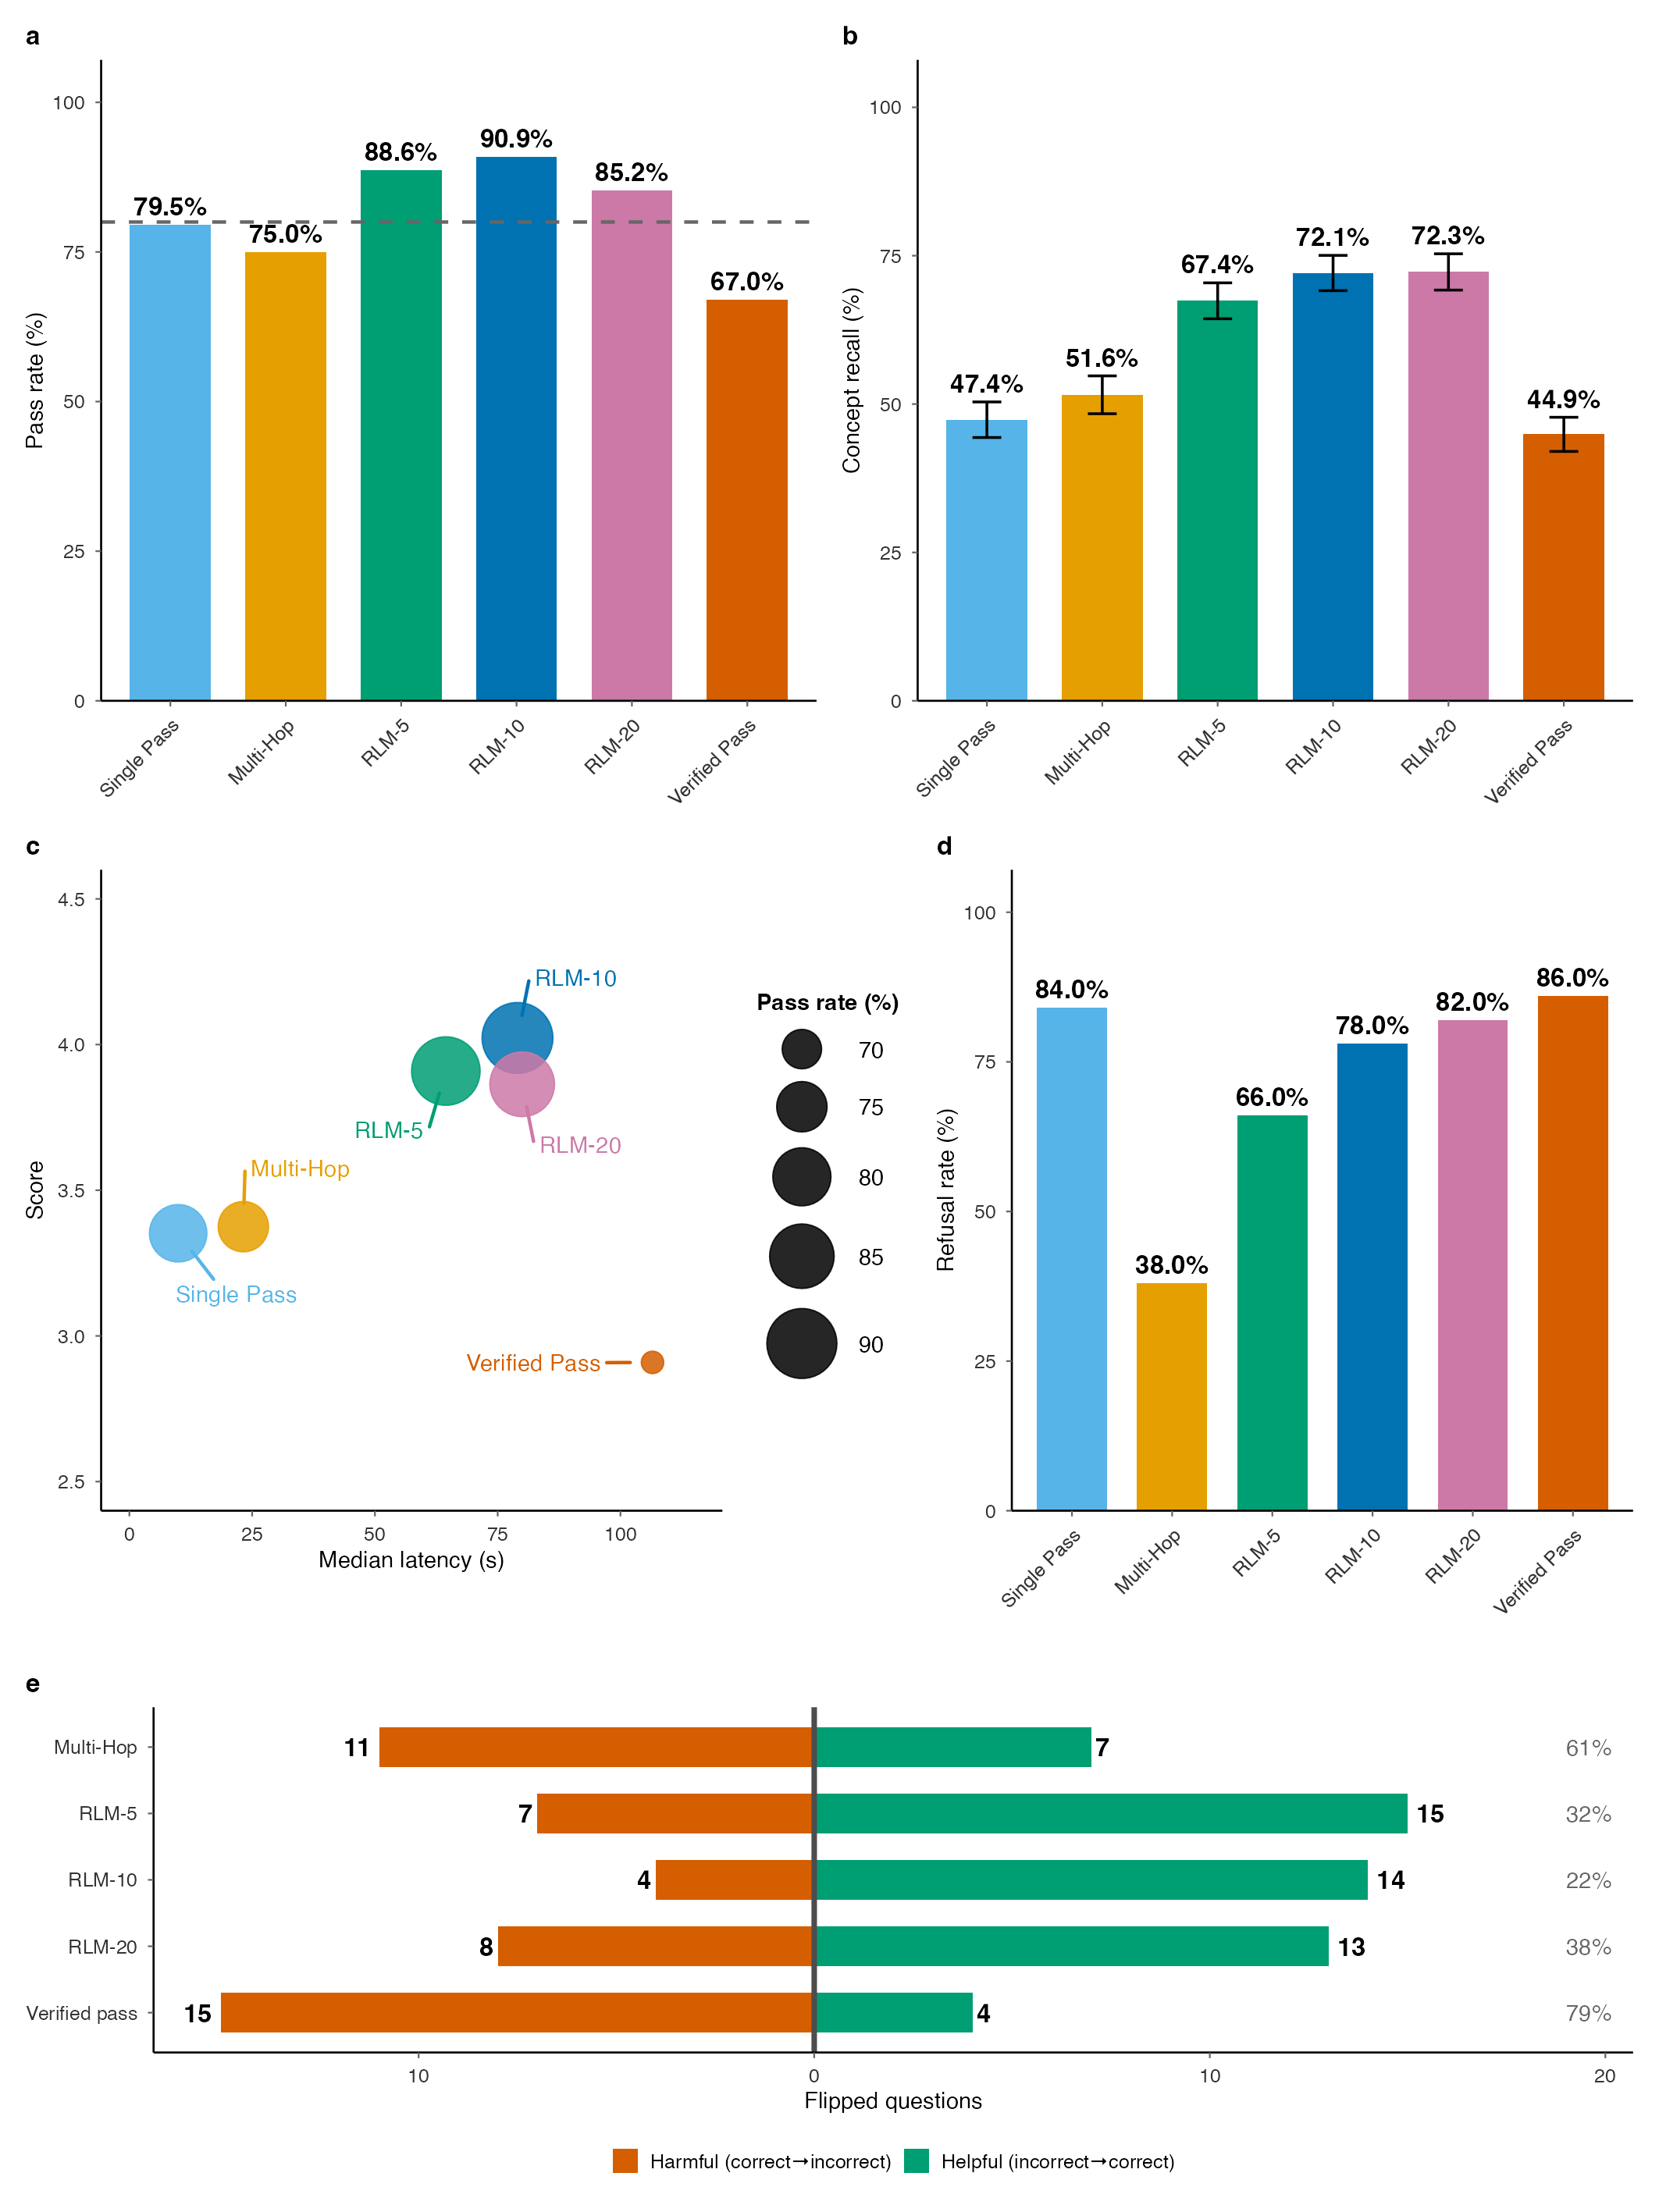 a
Pass rate (%)
100
75
50
25
0
79.5%
75.0%
88.6%
90.9%
85.2%
67.0%
Single Pass
Multi-Hop
RLM-5
RLM-10
RLM-20
Verified Pass
b
Concept recall (%)
100
75
50
25
0
47.4%
51.6%
67.4%
72.1%
72.3%
44.9%
Single Pass
Multi-Hop
RLM-5
RLM-10
RLM-20
Verified Pass
c
Score
4.5
4.0
3.5
3.0
2.5
RLM-10
RLM-5
RLM-20
Multi-Hop
Single Pass
Verified Pass
0
25
50
75
100
Median latency (s)
Pass rate (%)
70
75
80
85
90
d
Refusal rate (%)
100
75
50
25
0
84.0%
38.0%
66.0%
78.0%
82.0%
86.0%
Single Pass
Multi-Hop
RLM-5
RLM-10
RLM-20
Verified Pass
e
Multi-Hop 11 7 61%
RLM-5 7 15 32%
RLM-10 4 14 22%
RLM-20 8 13 38%
Verified pass 15 4 79%
10 0 10 20
Flipped questions
Harmful (correct→incorrect) Helpful (incorrect→correct)